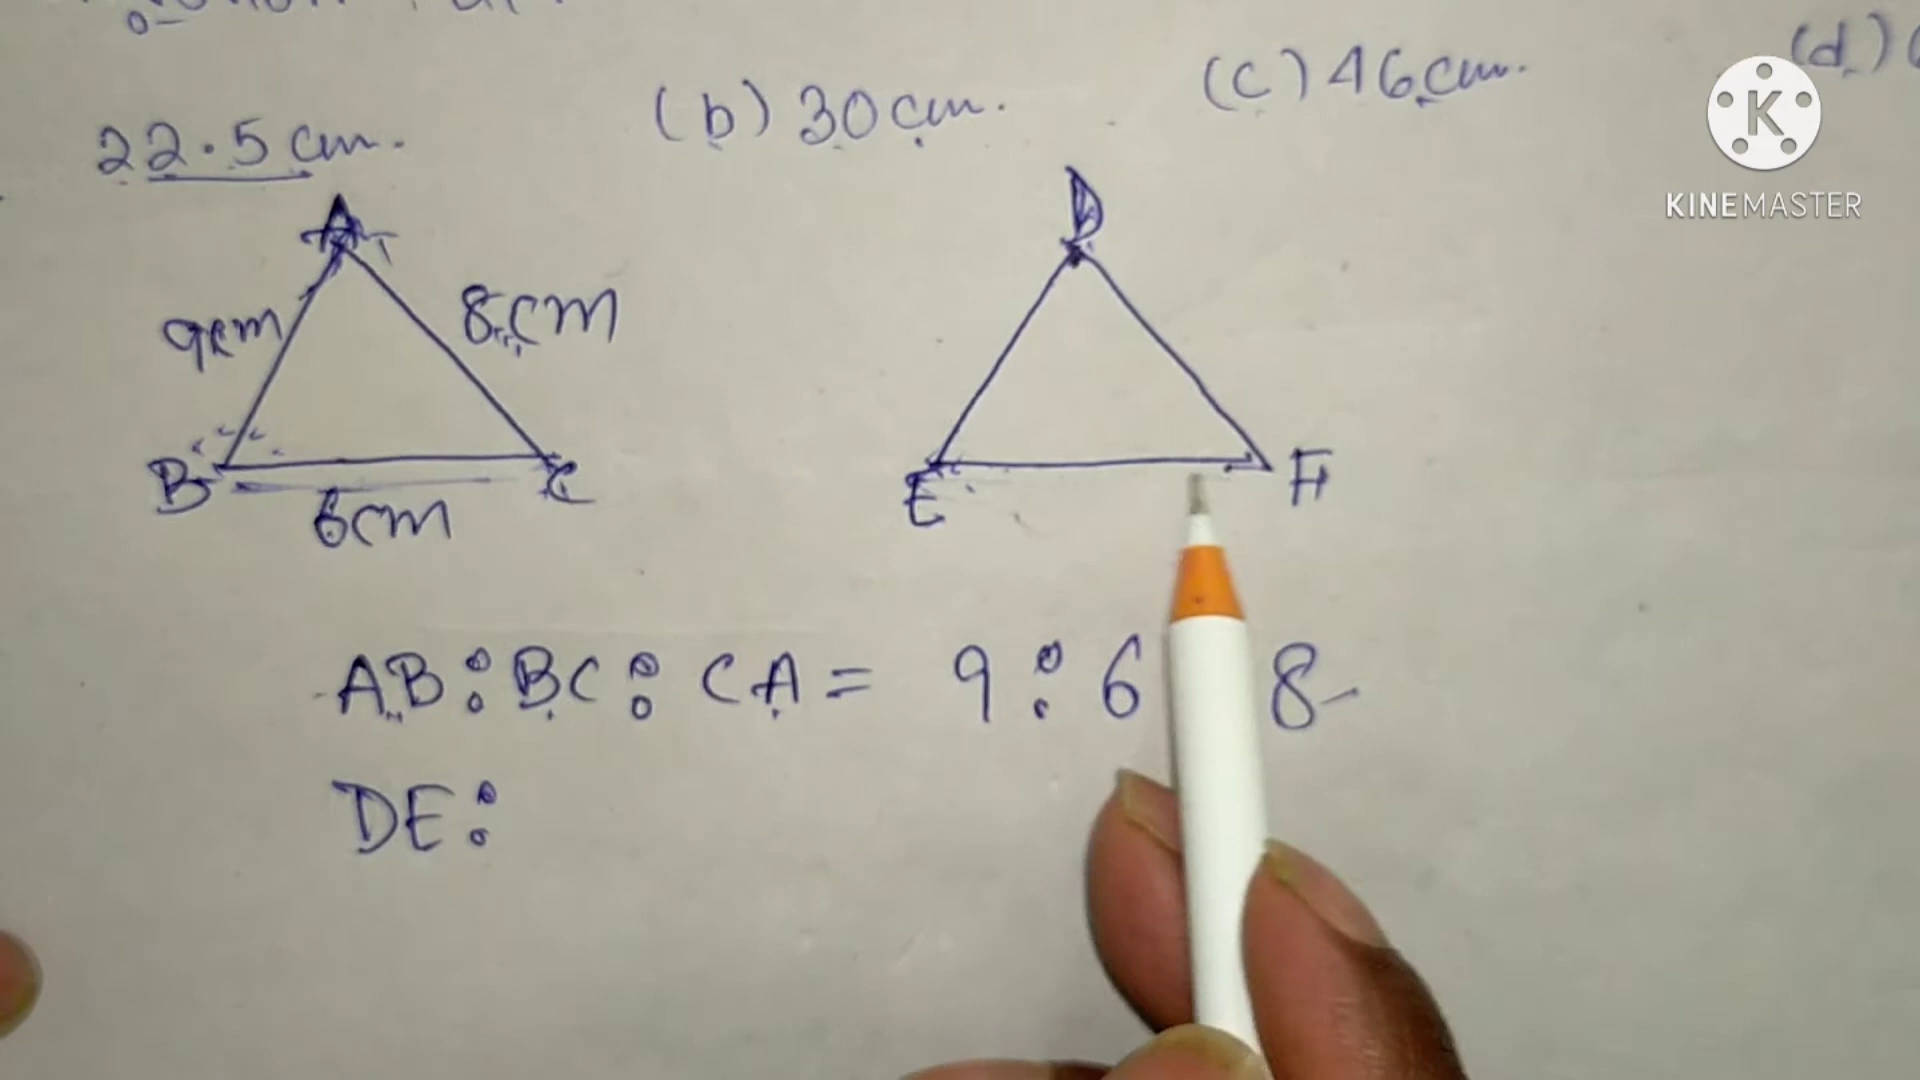 (b) 30 cm.
(c) 46 cm.
(d)
K
KINEMASTER
22.5 cm.
A
9cm
8cm
B
C
6cm
D
E
F
AB : BC : CA = 9 : 6 8
DE :